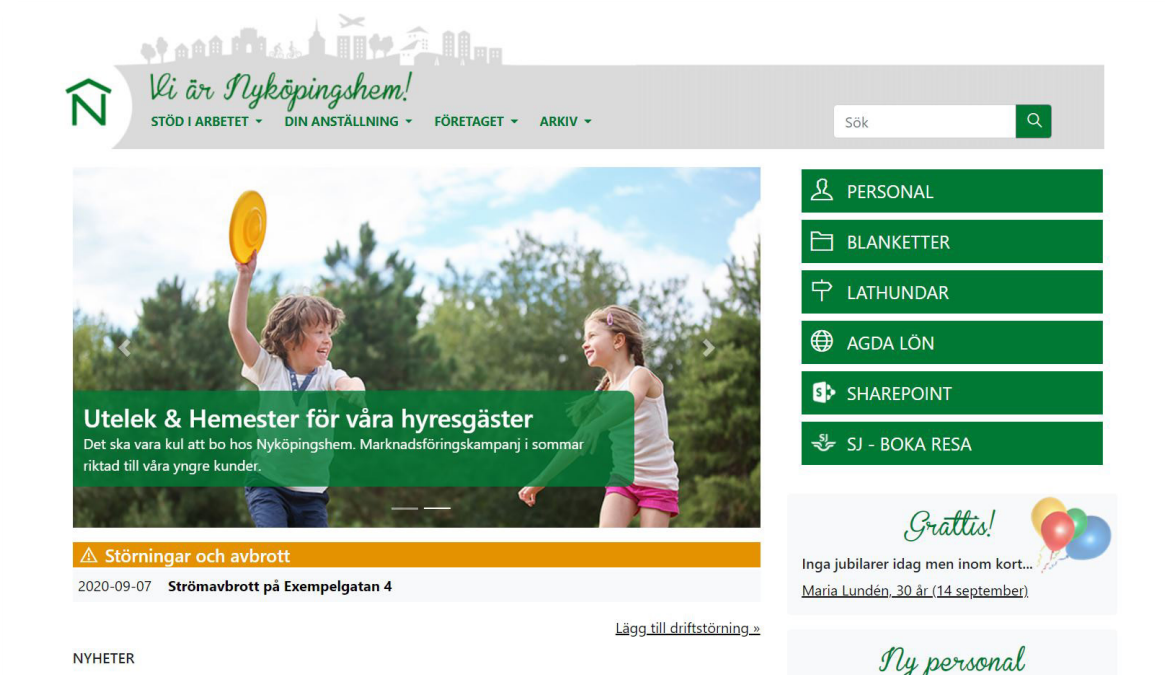 Vi är Nyköpingshem!
N
STÖD I ARBETET DIN ANSTÄLLNING FÖRETAGET ARKIV
Sök
Utelek & Hemester för våra hyresgäster
Det ska vara kul att bo hos Nyköpingshem. Marknadsföringskampanj i sommar
riktad till våra yngre kunder.
Störningar och avbrott
2020-09-07 Strömavbrott på Exempelgatan 4
Lägg till driftstörning »
NYHETER
PERSONAL
BLANKETTER
LATHUNDAR
AGDA LÖN
S SHAREPOINT
SJ SJ - BOKA RESA
Grattis!
Inga jubilarer idag men inom kort...
Maria Lundén, 30 år (14 september)
Ny personal